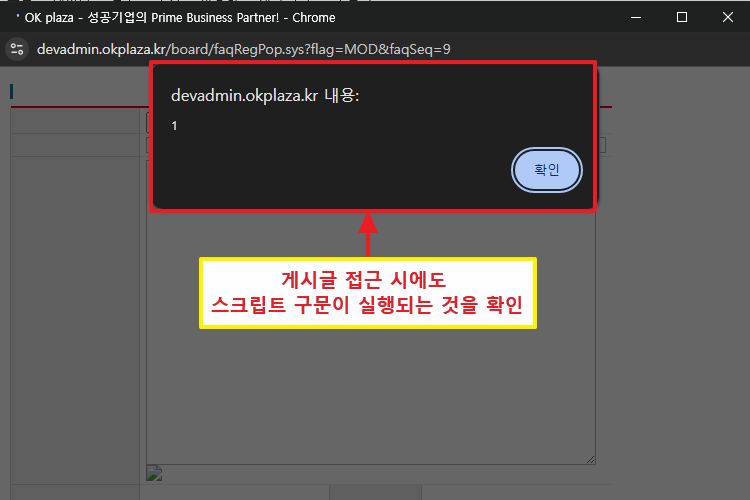 OK plaza - 성공기업의 Prime Business Partner! - Chrome
devadmin.okplaza.kr/board/faqRegPop.sys?flag=MOD&faqSeq=9
devadmin.okplaza.kr 내용:
1
확인
게시글 접근 시에도
스크립트 구문이 실행되는 것을 확인